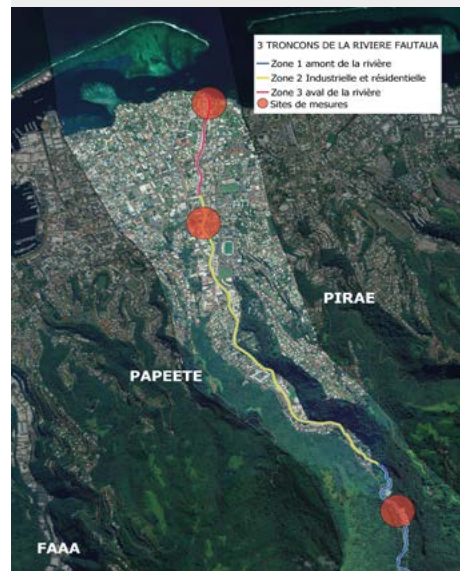 3 TRONCONS DE LA RIVIERE FAUTAUA
Zone 1 amont de la rivière
Zone 2 Industrielle et résidentielle
Zone 3 aval de la rivière
Sites de mesures
PIRAE
PAPEETE
FAAA